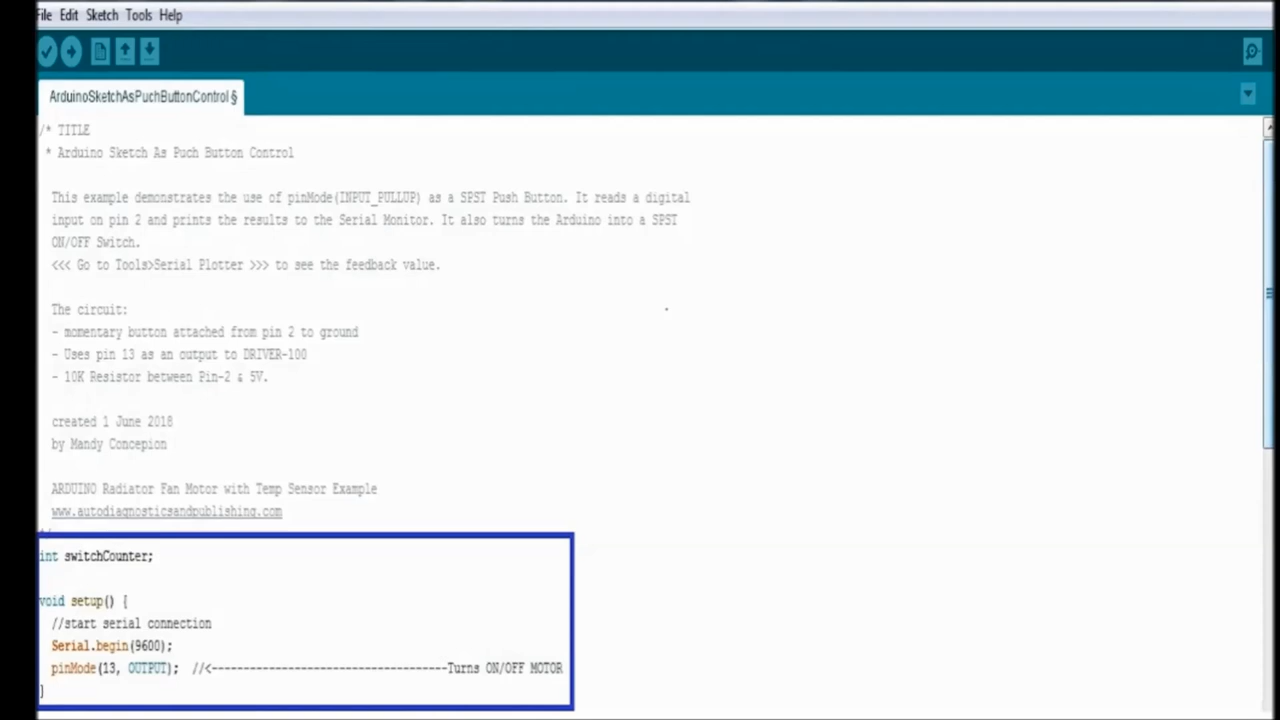 File Edit Sketch Tools Help
ArduinoSketchAsPuchButtonControl §
/* TITLE
* Arduino Sketch As Puch Button Control
This example demonstrates the use of pinMode(INPUT_PULLUP) as a SPST Push Button. It reads a digital
input on pin 2 and prints the results to the Serial Monitor. It also turns the Arduino into a SPST
ON/OFF Switch.
<<< Go to Tools>Serial Plotter >>> to see the feedback value.
The circuit:
- momentary button attached from pin 2 to ground
- Uses pin 13 as an output to DRIVER-100
- 10K Resistor between Pin-2 & 5V.
created 1 June 2018
by Mandy Concepion
ARDUINO Radiator Fan Motor with Temp Sensor Example
www.autodiagnosticsandpublishing.com
*/
int switchCounter;
void setup() {
//start serial connection
Serial.begin(9600);
pinMode(13, OUTPUT); //<-------------------------------------Turns ON/OFF MOTOR
}